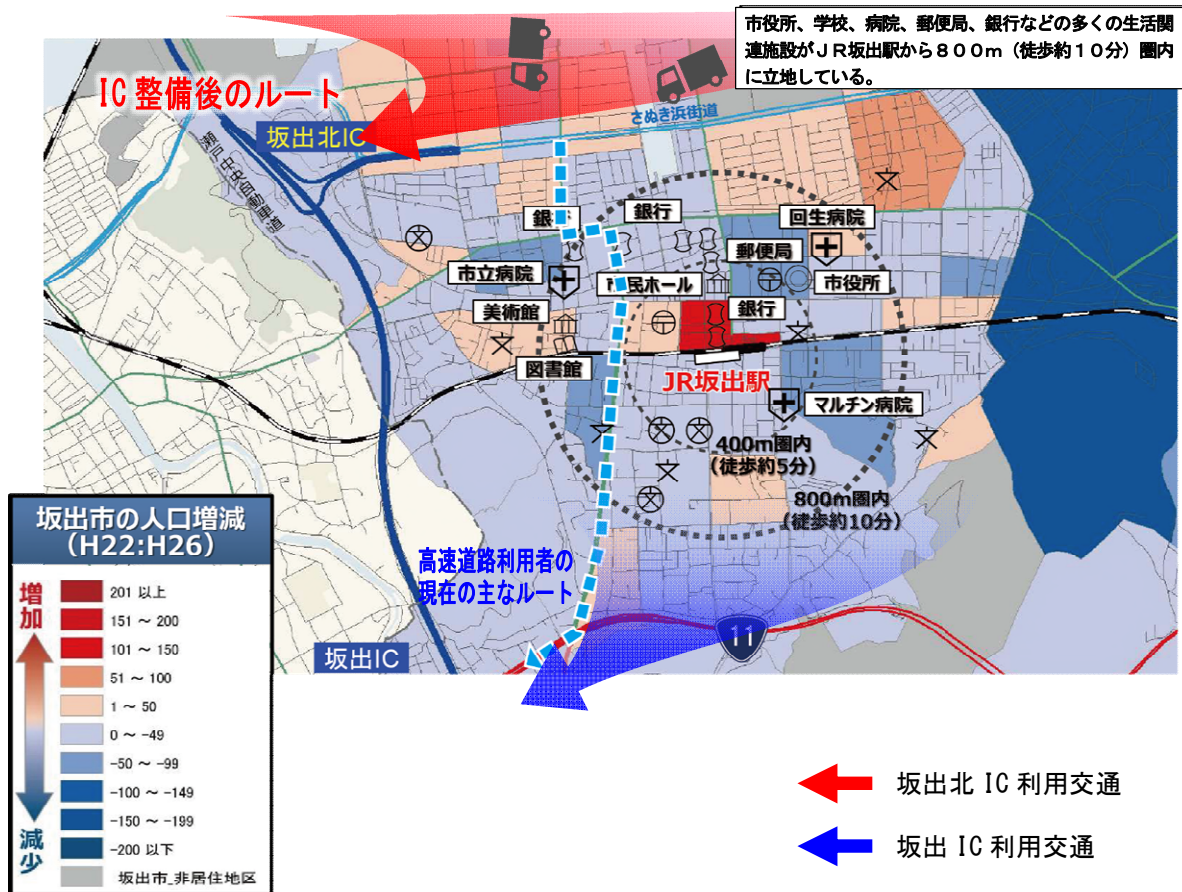 市役所、学校、病院、郵便局、銀行などの多くの生活関
連施設がＪＲ坂出駅から８００ｍ（徒歩約１０分）圏内
に立地している。
IC 整備後のルート
さぬき浜街道
坂出北IC
瀬戸中央自動車道
銀行
回生病院
郵便局
市立病院
市役所
美術館
銀行
図書館
JR坂出駅
マルチン病院
400m圏内
（徒歩約5分）
800m圏内
（徒歩約10分）
坂出市の人口増減
（H22:H26）
増加
201 以上
151 ～ 200
101 ～ 150
51 ～ 100
1 ～ 50
0 ～ -49
-50 ～ -99
-100 ～ -149
-150 ～ -199
-200 以下
減少
坂出市_非居住地区
高速道路利用者の
現在の主なルート
11
坂出IC
坂出北 IC 利用交通
坂出 IC 利用交通